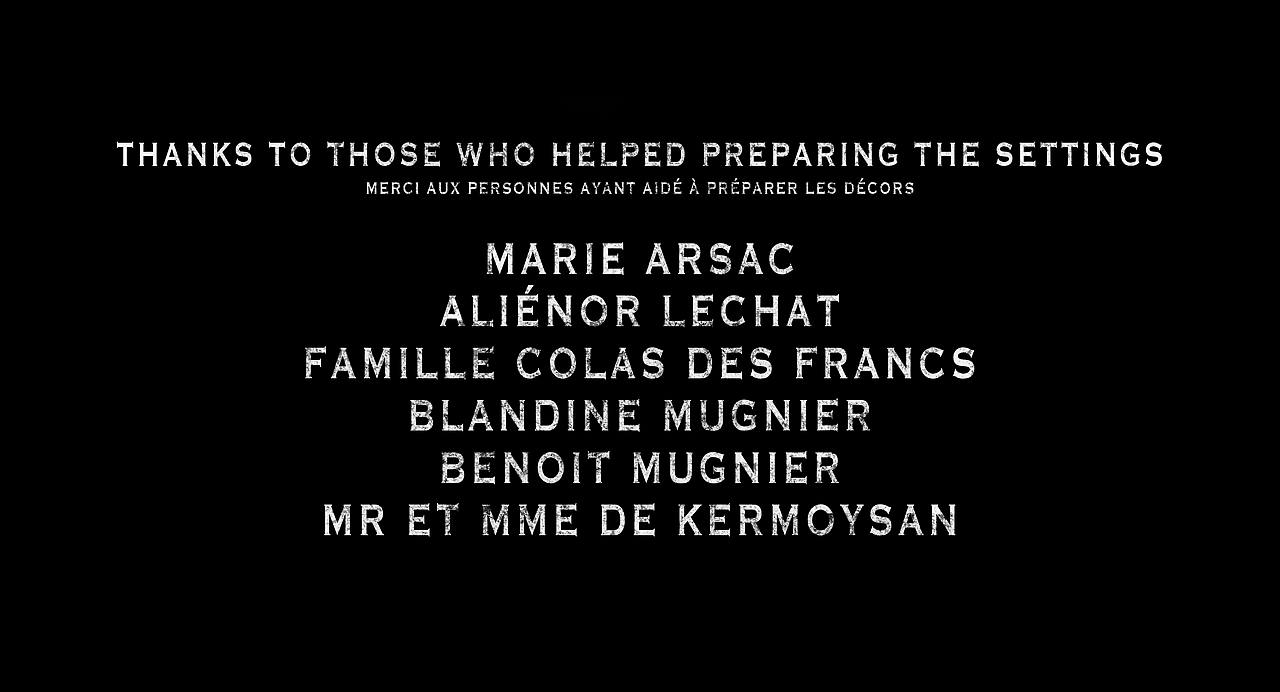 THANKS TO THOSE WHO HELPED PREPARING THE SETTINGS
MERCI AUX PERSONNES AYANT AIDÉ À PRÉPARER LES DÉCORS
MARIE ARSAC
ALIÉNOR LECHAT
FAMILLE COLAS DES FRANCS
BLANDINE MUGNIER
BENOIT MUGNIER
MR ET MME DE KERMOYSAN